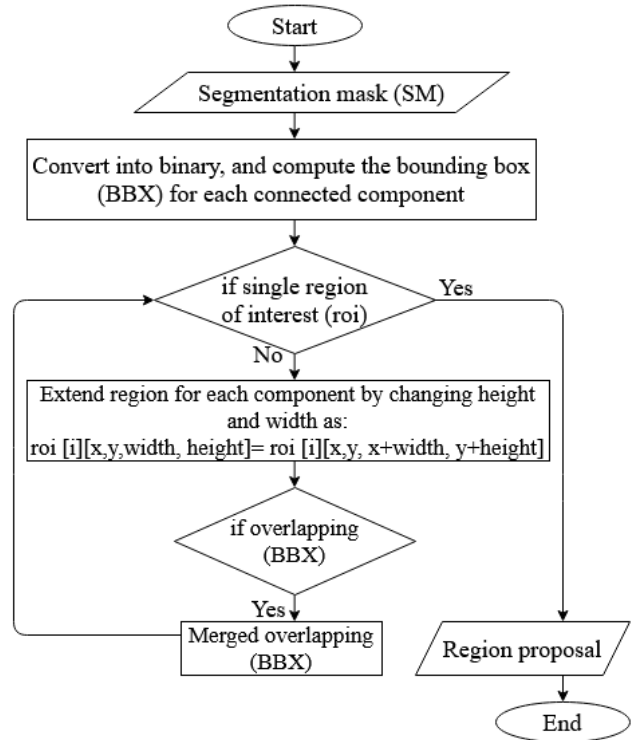 Start
Segmentation mask (SM)
Convert into binary, and compute the bounding box
(BBX) for each connected component
if single region
of interest (roi)
Yes
No
Extend region for each component by changing height
and width as:
roi [i][x,y,width, height]= roi [i][x,y, x+width, y+height]
if overlapping
(BBX)
Yes
Merged overlapping
(BBX)
Region proposal
End